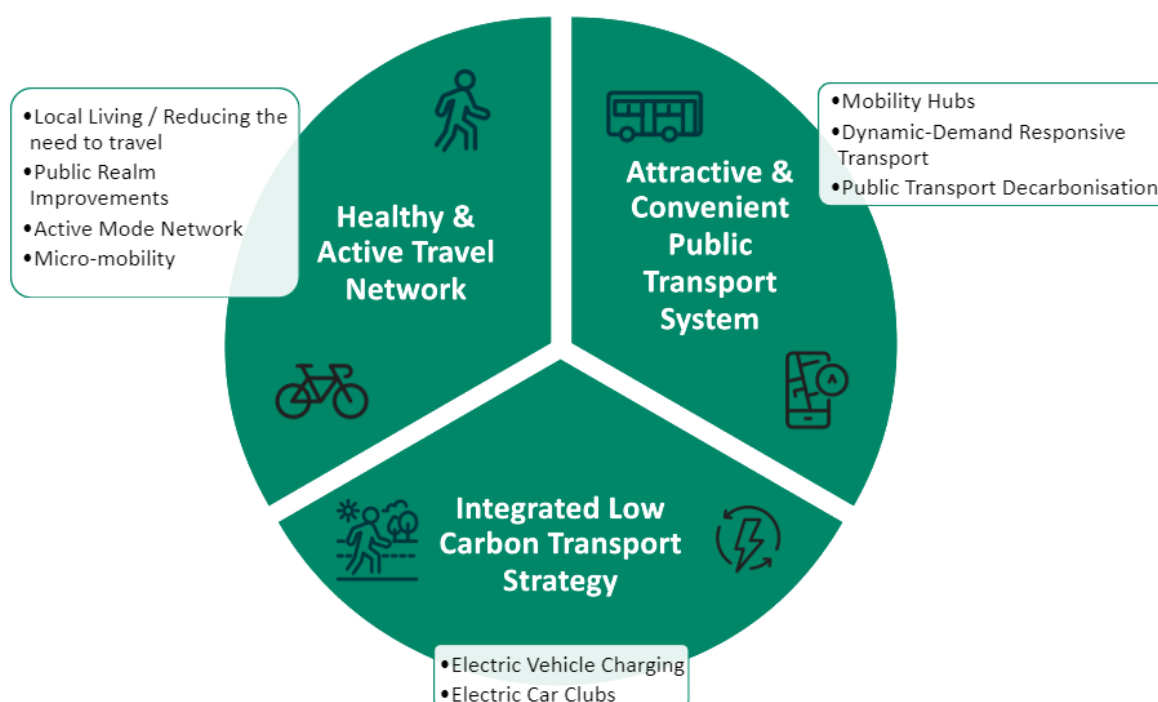 •Local Living / Reducing the
need to travel
•Public Realm
Improvements
•Active Mode Network
•Micro-mobility
Healthy &
Active Travel
Network
Attractive &
Convenient
Public
Transport
System
•Mobility Hubs
•Dynamic-Demand Responsive
Transport
•Public Transport Decarbonisation
Integrated Low
Carbon Transport
Strategy
•Electric Vehicle Charging
•Electric Car Clubs